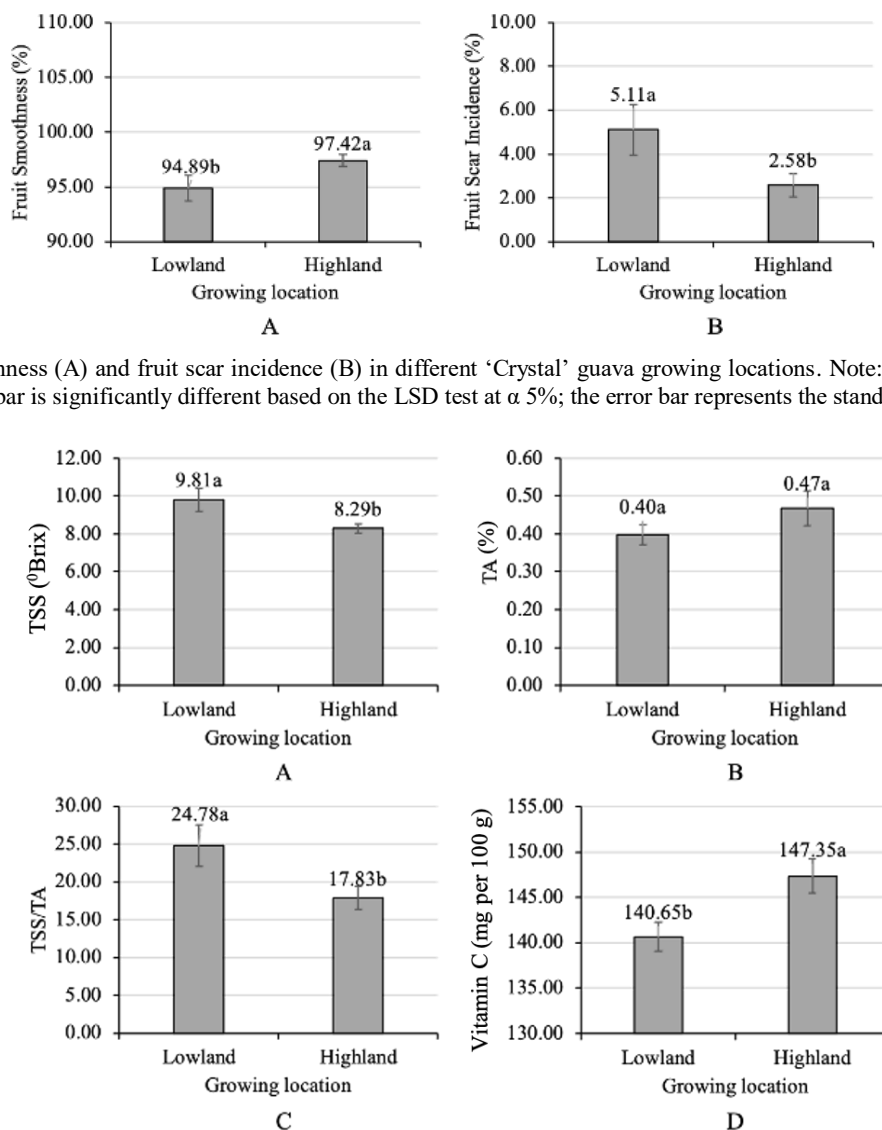 110.00
105.00
100.00
95.00
90.00
Fruit Smoothness (%)
94.89b
97.42a
Lowland
Highland
Growing location
A
10.00
8.00
6.00
4.00
2.00
0.00
Fruit Scar Incidence (%)
5.11a
2.58b
Lowland
Highland
Growing location
B
nness (A) and fruit scar incidence (B) in different ‘Crystal’ guava growing locations. Note:
bar is significantly different based on the LSD test at α 5%; the error bar represents the stand
12.00
10.00
8.00
6.00
4.00
2.00
0.00
TSS (⁰Brix)
9.81a
8.29b
Lowland
Highland
Growing location
A
0.60
0.50
0.40
0.30
0.20
0.10
0.00
TA (%)
0.40a
0.47a
Lowland
Highland
Growing location
B
30.00
25.00
20.00
15.00
10.00
5.00
0.00
TSS/TA
24.78a
17.83b
Lowland
Highland
Growing location
C
155.00
150.00
145.00
140.00
135.00
130.00
Vitamin C (mg per 100 g)
140.65b
147.35a
Lowland
Highland
Growing location
D